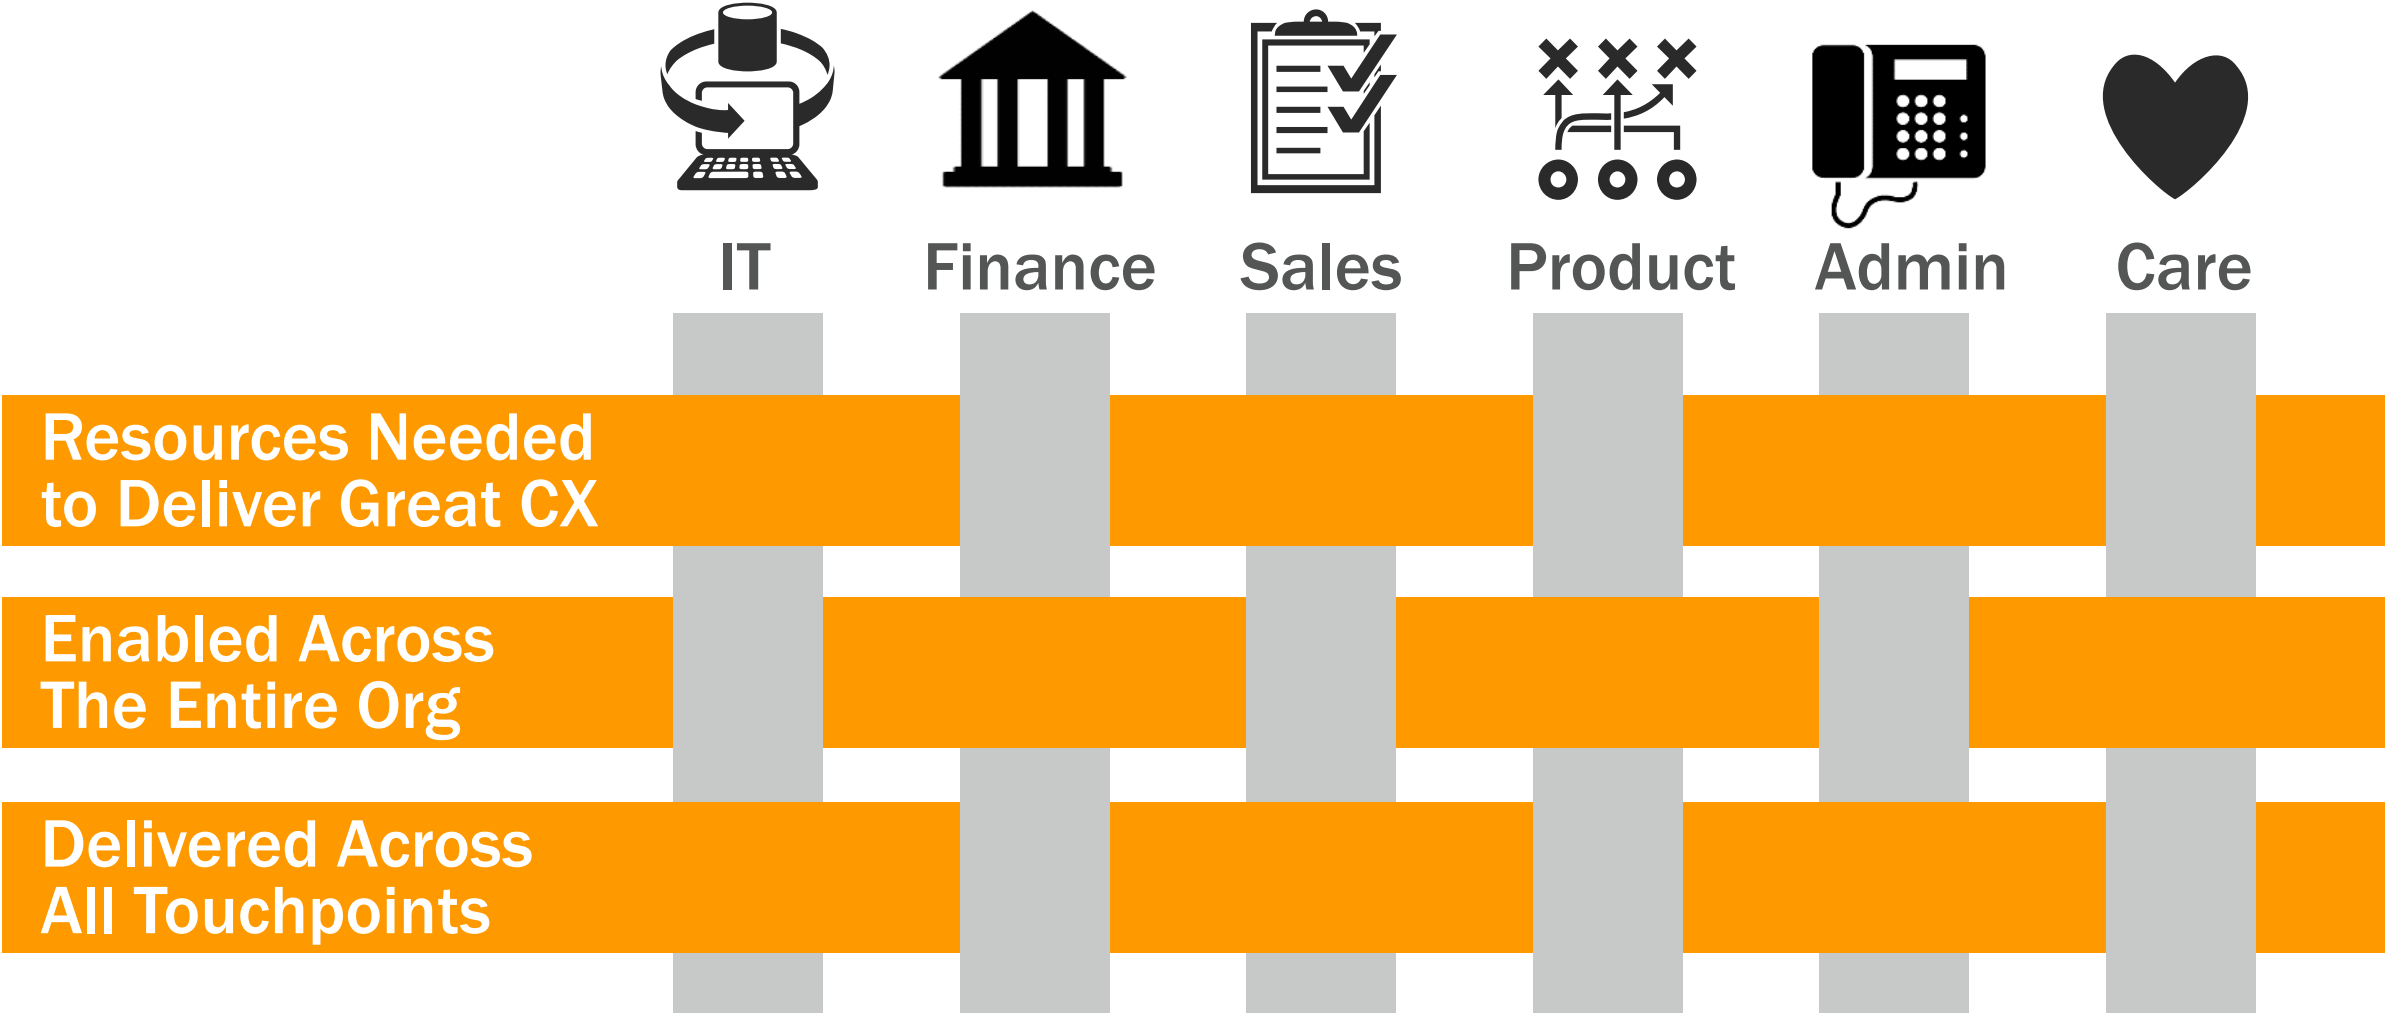 IT Finance Sales Product Admin Care
Resources Needed
to Deliver Great CX
Enabled Across
The Entire Org
Delivered Across
All Touchpoints